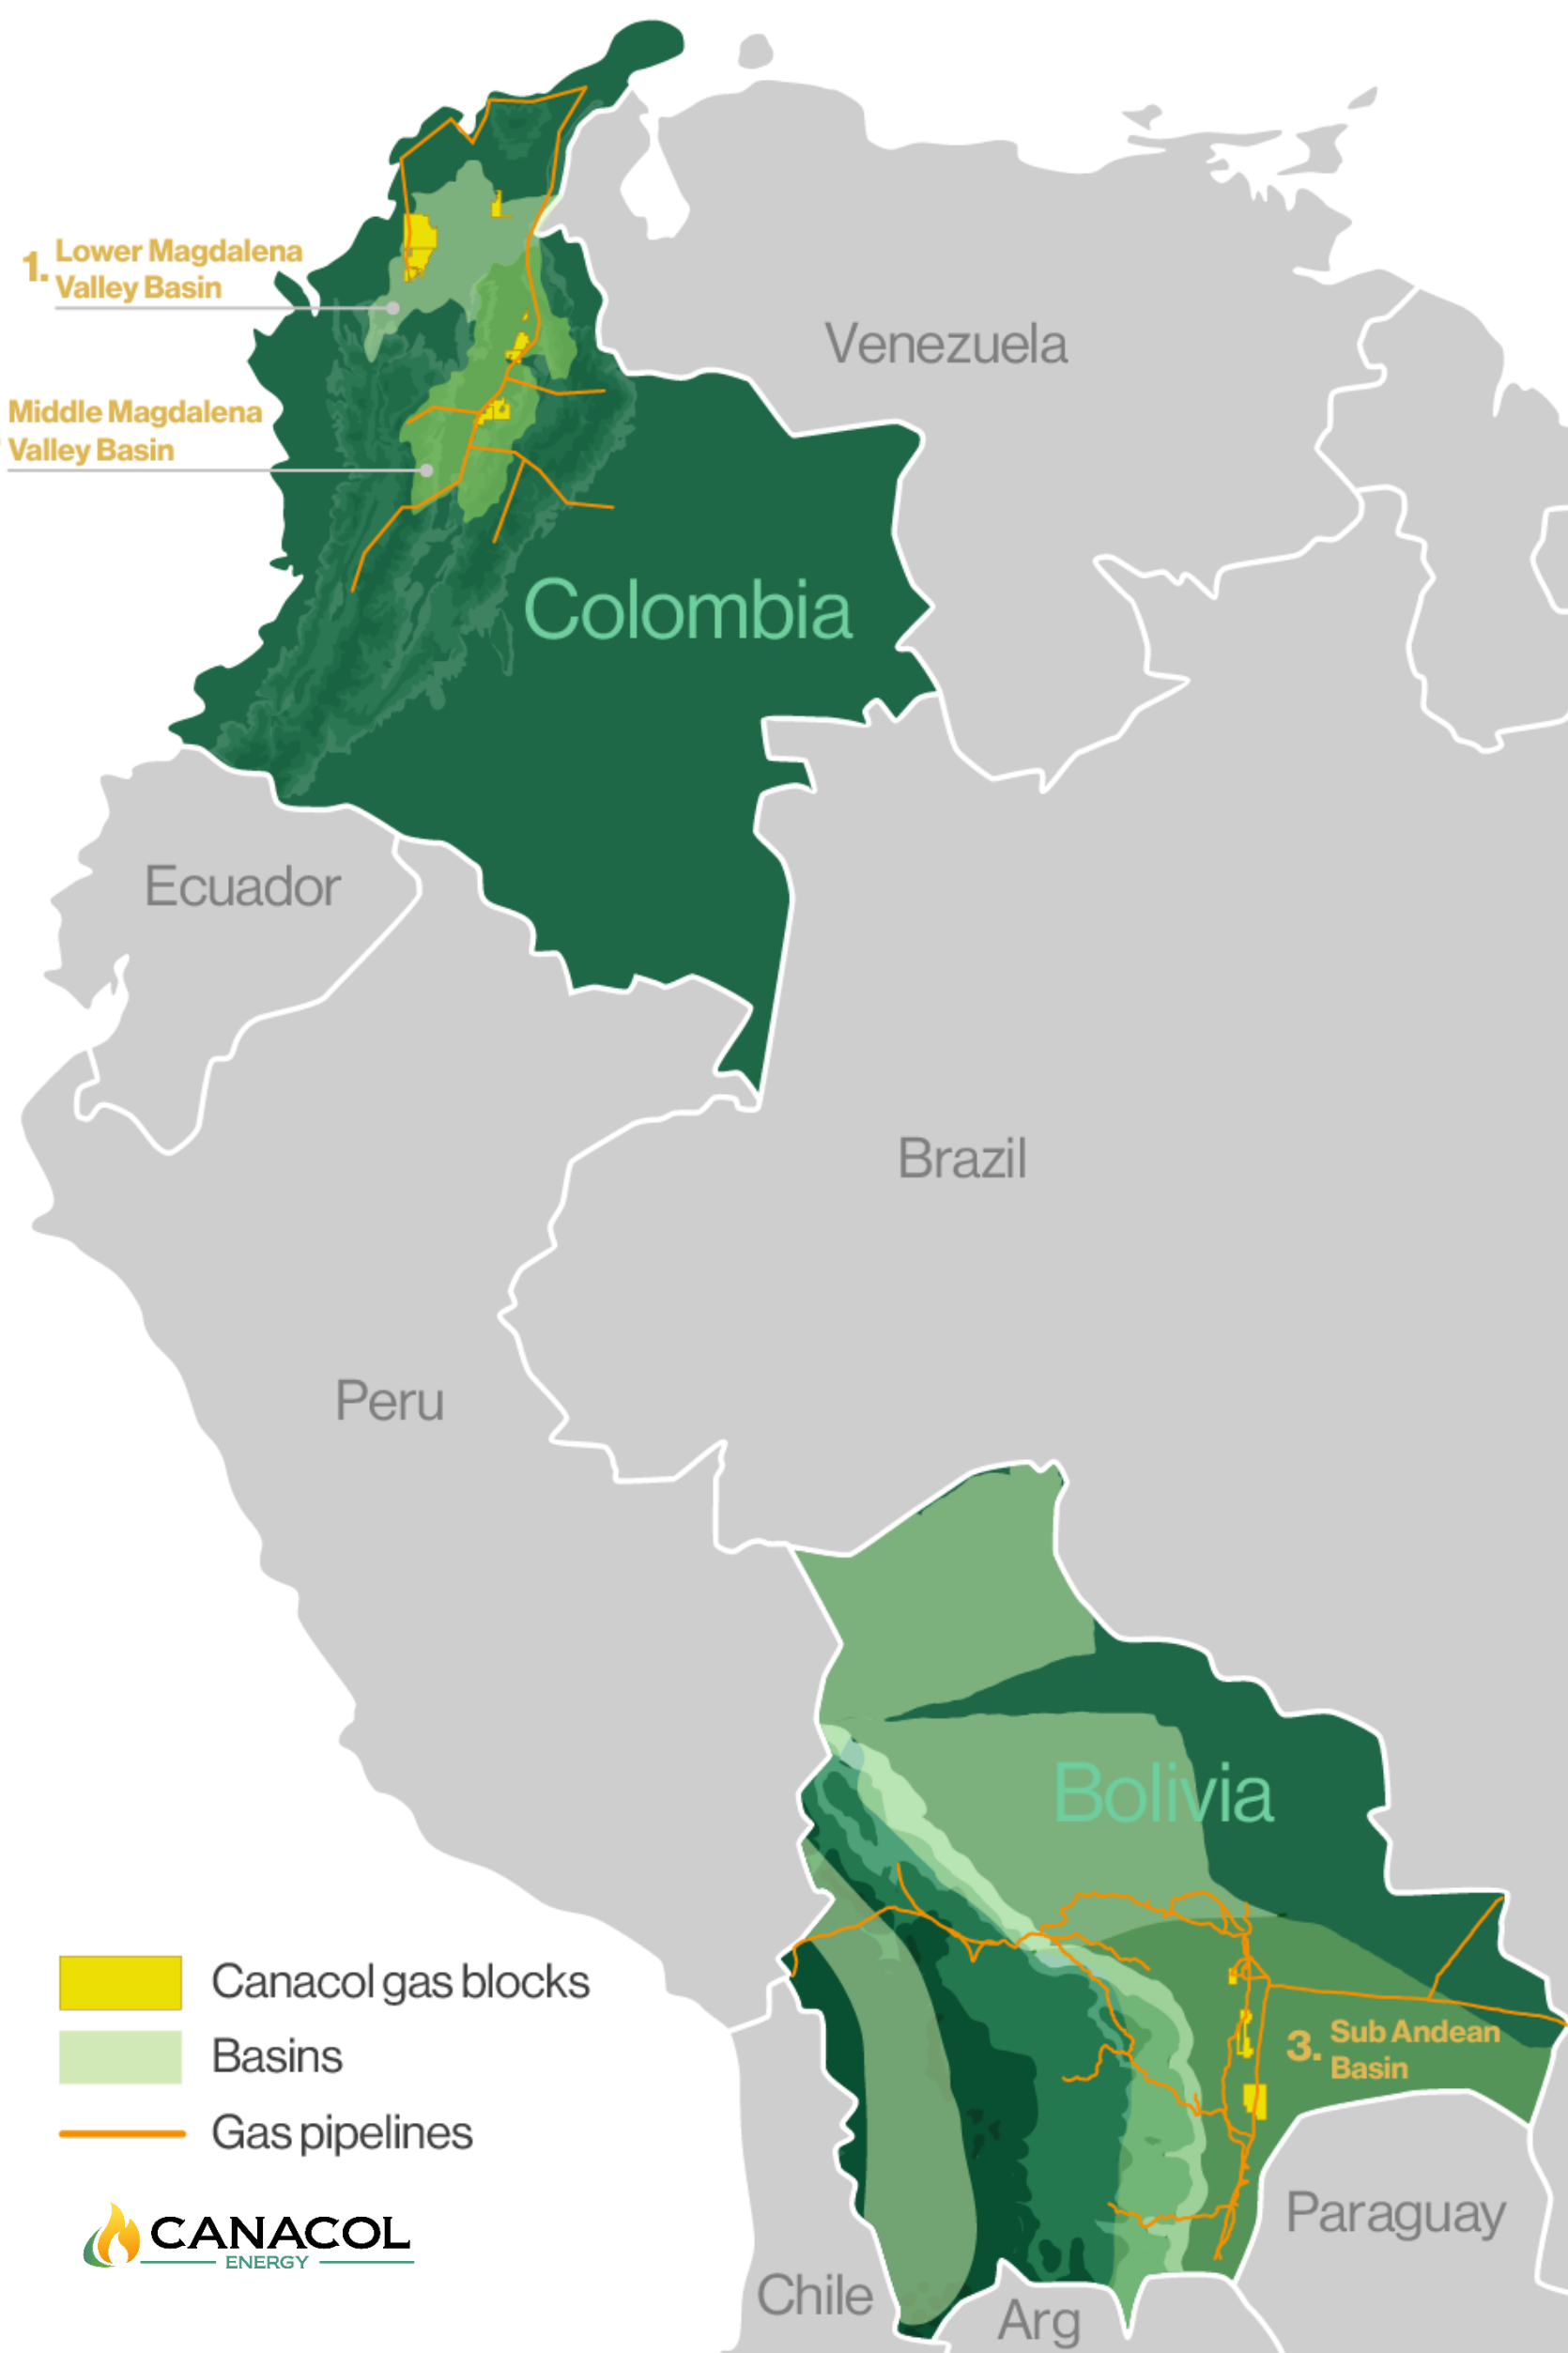 1. Lower Magdalena
Valley Basin
Venezuela
Middle Magdalena
Valley Basin
Colombia
Ecuador
Brazil
Peru
Bolivia
Canacol gas blocks
3. Sub Andean
Basin
Basins
Gas pipelines
Paraguay
CANACOL
ENERGY
Chile
Arg